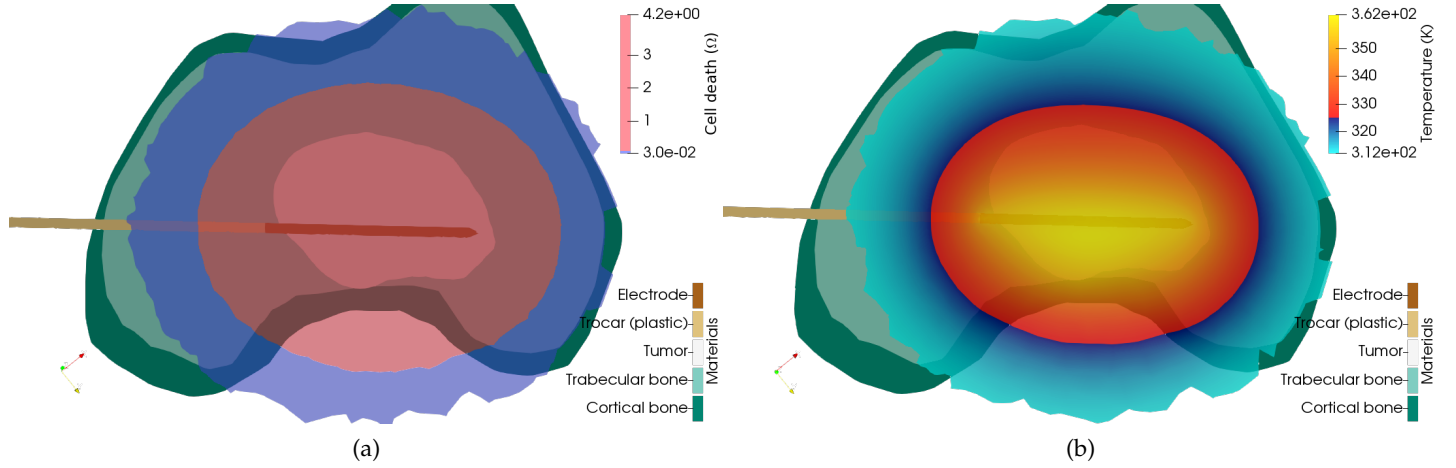 4.2e+00
3
2
1
3.0e-02
Cell death (Ω)
Electrode
Trocar (plastic)
Tumor
Trabecular bone
Cortical bone
Materials
(a)
3.62e+02
350
340
330
320
3.12e+02
Temperature (K)
Electrode
Trocar (plastic)
Tumor
Trabecular bone
Cortical bone
Materials
(b)